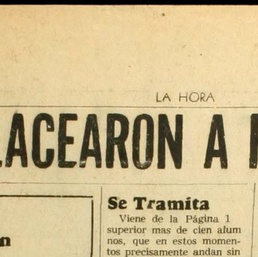 LA HORA
LACEARON A
Se Tramita
Viene de la Página 1
superior mas de cien alum
nos, que en estos momen-
tos precisamente andan sin